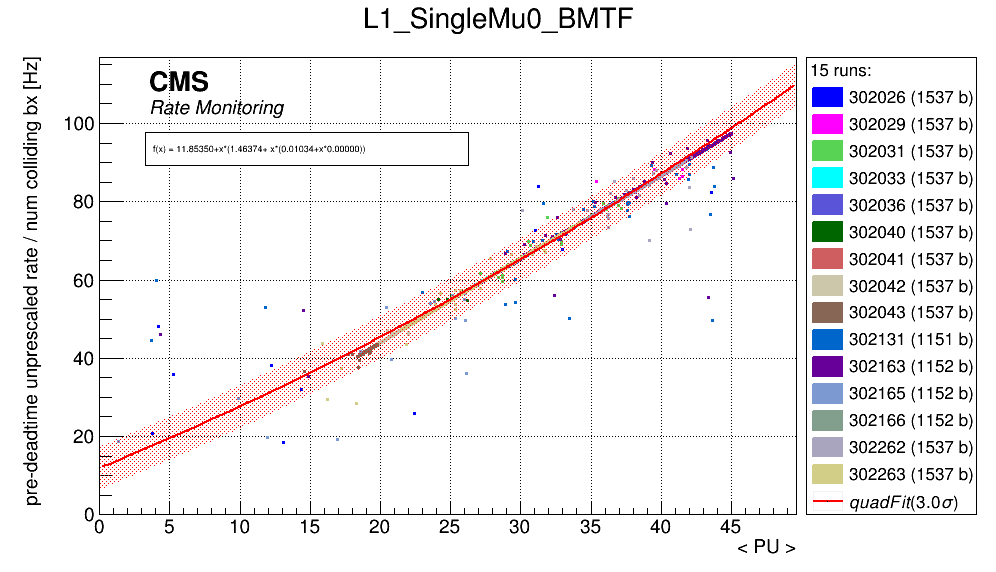 L1_SingleMu0_BMTF
pre-deadtime unprescaled rate / num colliding bx [Hz]
CMS
Rate Monitoring
f(x) = 11.85350+x*(1.46374+ x*(0.01034+x*0.00000))
100
80
60
40
20
0
0 5 10 15 20 25 30 35 40 45
< PU >
15 runs:
302026 (1537 b)
302029 (1537 b)
302031 (1537 b)
302033 (1537 b)
302036 (1537 b)
302040 (1537 b)
302041 (1537 b)
302042 (1537 b)
302043 (1537 b)
302131 (1151 b)
302163 (1152 b)
302165 (1152 b)
302166 (1152 b)
302262 (1537 b)
302263 (1537 b)
quadFit(3.0σ)